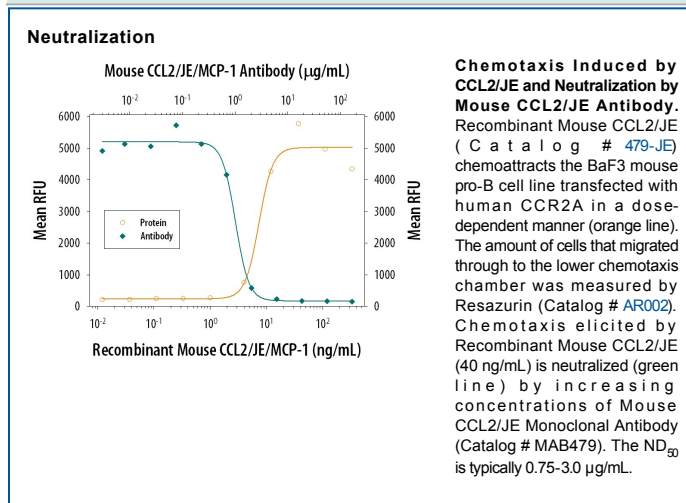 Neutralization
Mouse CCL2/JE/MCP-1 Antibody (µg/mL)
10-2 10-1 100 101 102
6000 6000
5000 5000
4000 4000
3000 3000
2000 2000
1000 1000
0 0
Mean RFU
Mean RFU
Protein
Antibody
10-2 10-1 100 101 102
Recombinant Mouse CCL2/JE/MCP-1 (ng/mL)
Chemotaxis Induced by
CCL2/JE and Neutralization by
Mouse CCL2/JE Antibody.
Recombinant Mouse CCL2/JE
(Catalog # 479-JE)
chemoattracts the BaF3 mouse
pro-B cell line transfected with
human CCR2A in a dose-
dependent manner (orange line).
The amount of cells that migrated
through to the lower chemotaxis
chamber was measured by
Resazurin (Catalog # AR002).
Chemotaxis elicited by
Recombinant Mouse CCL2/JE
(40 ng/mL) is neutralized (green
line) by increasing
concentrations of Mouse
CCL2/JE Monoclonal Antibody
(Catalog # MAB479). The ND50
is typically 0.75-3.0 µg/mL.